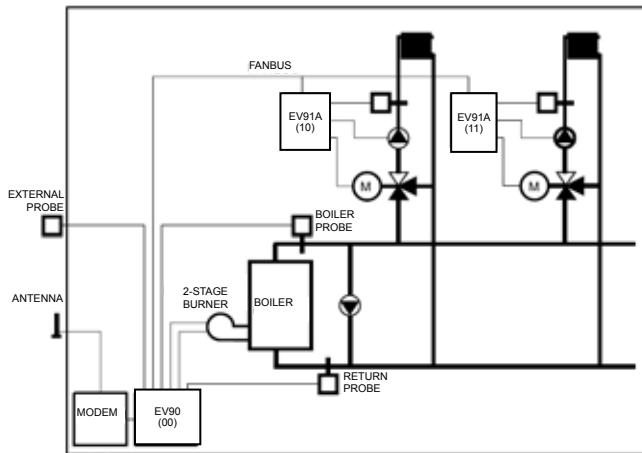 FANBUS
EV91A
(10)
EV91A
(11)
M
M
EXTERNAL
PROBE
BOILER
PROBE
ANTENNA
2-STAGE
BURNER
BOILER
RETURN
PROBE
MODEM
EV90
(00)